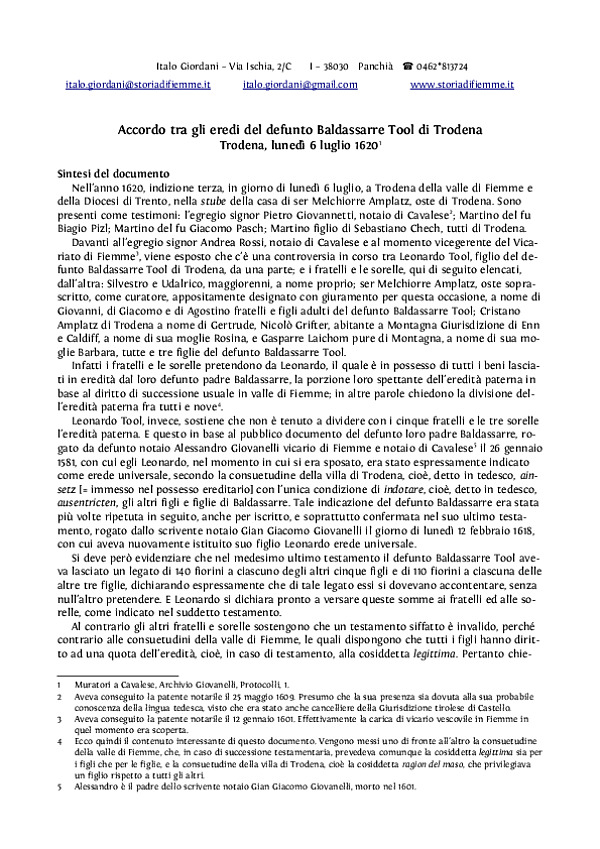 Italo Giordani – Via Ischia, 2/C I – 38030 Panchià ☎ 0462*813724
italo.giordani@storiadifiemme.it italo.giordani@gmail.com www.storiadifiemme.it
Accordo tra gli eredi del defunto Baldassarre Tool di Trodena
Trodena, lunedì 6 luglio 1620¹
Sintesi del documento
Nell'anno 1620, indizione terza, in giorno di lunedì 6 luglio, a Trodena della valle di Fiemme e
della Diocesi di Trento, nella stube della casa di ser Melchiorre Amplatz, oste di Trodena. Sono
presenti come testimoni: l'egregio signor Pietro Giovannetti, notaio di Cavalese²; Martino del fu
Biagio Pizl; Martino del fu Giacomo Pasch; Martino figlio di Sebastiano Chech, tutti di Trodena.
Davanti all'egregio signor Andrea Rossi, notaio di Cavalese e al momento vicegerente del Vica-
riato di Fiemme³, viene esposto che c'è una controversia in corso tra Leonardo Tool, figlio del de-
funto Baldassarre Tool di Trodena, da una parte; e i fratelli e le sorelle, qui di seguito elencati,
dall'altra: Silvestro e Udalrico, maggiorenni, a nome proprio; ser Melchiorre Amplatz, oste sopra-
scritto, come curatore, appositamente designato con giuramento per questa occasione, a nome di
Giovanni, di Giacomo e di Agostino fratelli e figli adulti del defunto Baldassarre Tool; Cristano
Amplatz di Trodena a nome di Gertrude, Nicolò Grifter, abitante a Montagna Giurisdizione di Enn
e Caldiff, a nome di sua moglie Rosina, e Gasparre Laichom pure di Montagna, a nome di sua mo-
glie Barbara, tutte e tre figlie del defunto Baldassarre Tool.
Infatti i fratelli e le sorelle pretendono da Leonardo, il quale è in possesso di tutti i beni lascia-
ti in eredità dal loro defunto padre Baldassarre, la porzione loro spettante dell'eredità paterna in
base al diritto di successione usuale in valle di Fiemme; in altre parole chiedono la divisione del-
l'eredità paterna fra tutti e nove⁴.
Leonardo Tool, invece, sostiene che non è tenuto a dividere con i cinque fratelli e le tre sorelle
l'eredità paterna. E questo in base al pubblico documento del defunto loro padre Baldassarre, ro-
gato da defunto notaio Alessandro Giovanelli vicario di Fiemme e notaio di Cavalese⁵ il 26 gennaio
1581, con cui egli Leonardo, nel momento in cui si era sposato, era stato espressamente indicato
come erede universale, secondo la consuetudine della villa di Trodena, cioè, detto in tedesco, ain-
setz [= immesso nel possesso ereditario] con l'unica condizione di indotare, cioè, detto in tedesco,
ausentricten, gli altri figli e figlie di Baldassarre. Tale indicazione del defunto Baldassarre era stata
più volte ripetuta in seguito, anche per iscritto, e soprattutto confermata nel suo ultimo testa-
mento, rogato dallo scrivente notaio Gian Giacomo Giovanelli il giorno di lunedì 12 febbraio 1618,
con cui aveva nuovamente istituito suo figlio Leonardo erede universale.
Si deve però evidenziare che nel medesimo ultimo testamento il defunto Baldassarre Tool ave-
va lasciato un legato di 140 fiorini a ciascuno degli altri cinque figli e di 110 fiorini a ciascuna delle
altre tre figlie, dichiarando espressamente che di tale legato essi si dovevano accontentare, senza
null'altro pretendere. E Leonardo si dichiara pronto a versare queste somme ai fratelli ed alle so-
relle, come indicato nel suddetto testamento.
Al contrario gli altri fratelli e sorelle sostengono che un testamento siffatto è invalido, perché
contrario alle consuetudini della valle di Fiemme, le quali dispongono che tutti i figli hanno dirit-
to ad una quota dell'eredità, cioè, in caso di testamento, alla cosiddetta legittima. Pertanto chie-
1 Muratori a Cavalese, Archivio Giovanelli, Protocolli, 1.
2 Aveva conseguito la patente notarile il 25 maggio 1609. Presumo che la sua presenza sia dovuta alla sua probabile
conoscenza della lingua tedesca, visto che era stato anche cancelliere della Giurisdizione tirolese di Castello.
3 Aveva conseguito la patente notarile il 12 gennaio 1601. Effettivamente la carica di vicario vescovile in Fiemme in
quel momento era scoperta.
4 Ecco quindi il contenuto interessante di questo documento. Vengono messi uno di fronte all'altro la consuetudine
della valle di Fiemme, che, in caso di successione testamentaria, prevedeva comunque la cosiddetta legittima sia per
i figli che per le figlie, e la consuetudine della villa di Trodena, cioè la cosiddetta ragion del maso, che privilegiava
un figlio rispetto a tutti gli altri.
5 Alessandro è il padre dello scrivente notaio Gian Giacomo Giovanelli, morto nel 1601.